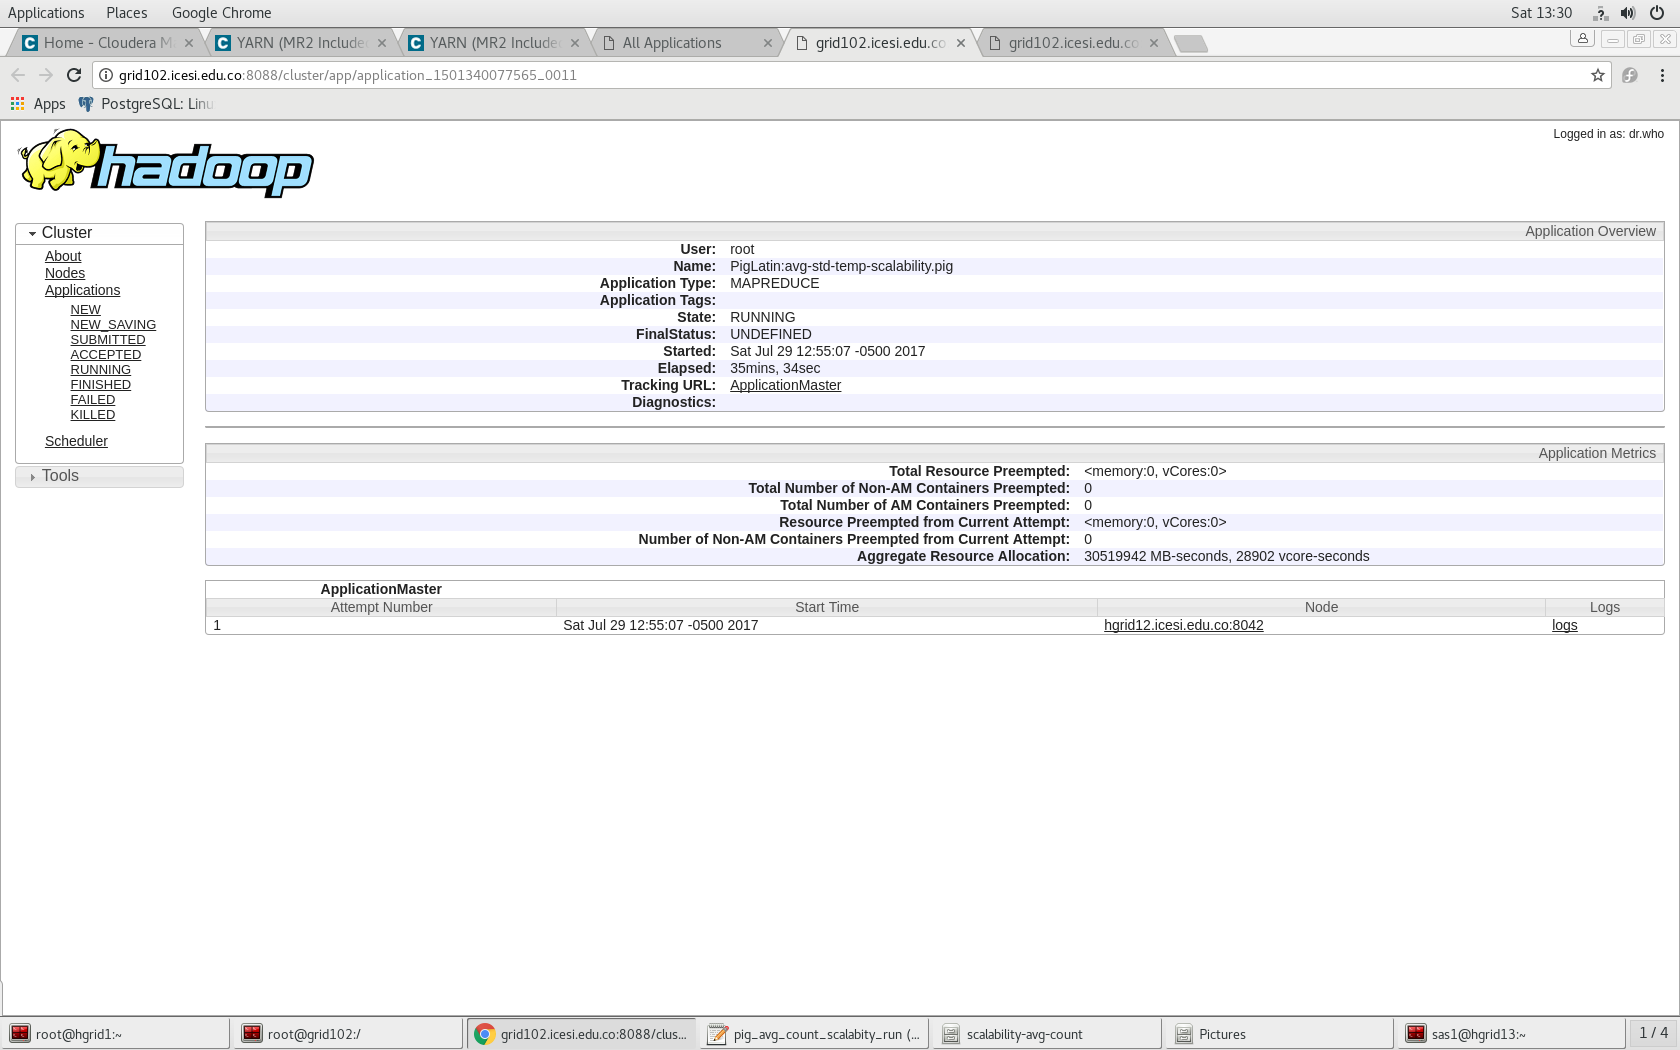 Applications Places Google Chrome Sat 13:30
Home - Cloudera M YARN (MR2 Include YARN (MR2 Include All Applications grid102.icesi.edu.co grid102.icesi.edu.co
grid102.icesi.edu.co:8088/cluster/app/application_1501340077565_0011
Apps PostgreSQL: Linu
Logged in as: dr.who
hadoop
Cluster
About
Nodes
Applications
NEW
NEW_SAVING
SUBMITTED
ACCEPTED
RUNNING
FINISHED
FAILED
KILLED
Scheduler
Tools
Application Overview
User: root
Name: PigLatin:avg-std-temp-scalability.pig
Application Type: MAPREDUCE
Application Tags:
State: RUNNING
FinalStatus: UNDEFINED
Started: Sat Jul 29 12:55:07 -0500 2017
Elapsed: 35mins, 34sec
Tracking URL: ApplicationMaster
Diagnostics:
Application Metrics
Total Resource Preempted: <memory:0, vCores:0>
Total Number of Non-AM Containers Preempted: 0
Total Number of AM Containers Preempted: 0
Resource Preempted from Current Attempt: <memory:0, vCores:0>
Number of Non-AM Containers Preempted from Current Attempt: 0
Aggregate Resource Allocation: 30519942 MB-seconds, 28902 vcore-seconds
ApplicationMaster
Attempt Number Start Time Node Logs
1 Sat Jul 29 12:55:07 -0500 2017 hgrid12.icesi.edu.co:8042 logs
root@hgrid1:~ root@grid102:/ grid102.icesi.edu.co:8088/clus... pig_avg_count_scalabity_run (... scalability-avg-count Pictures sas1@hgrid13:~ 1 / 4